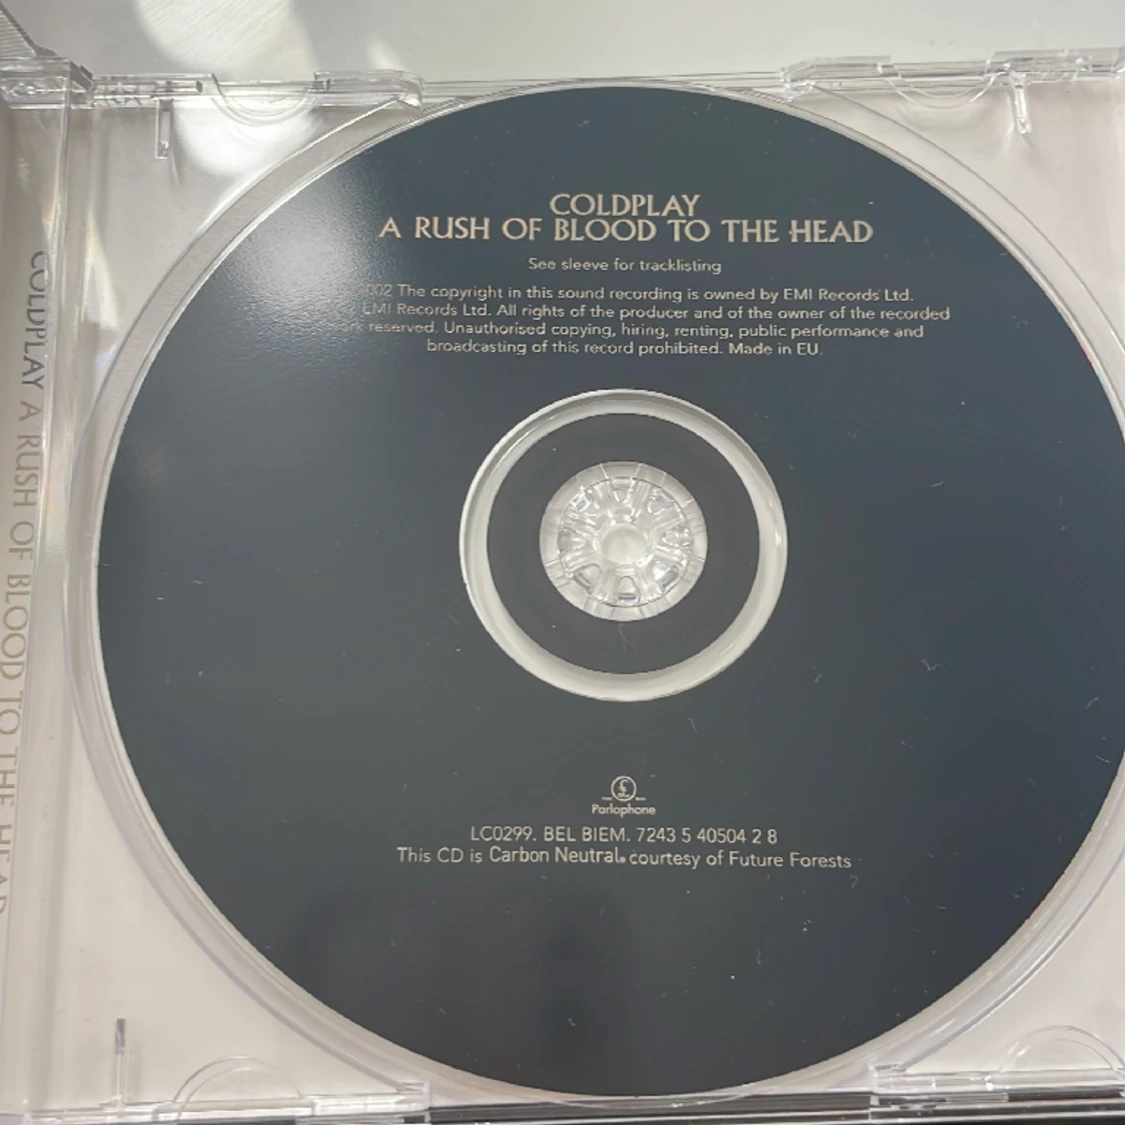 COLDPLAY
A RUSH OF BLOOD TO THE HEAD
See sleeve for tracklisting
2002 The copyright in this sound recording is owned by EMI Records Ltd.
EMI Records Ltd. All rights of the producer and of the owner of the recorded
work reserved. Unauthorised copying, hiring, renting, public performance and
broadcasting of this record prohibited. Made in EU.
£
Parlophone
LC0299. BEL BIEM. 7243 5 40504 2 8
This CD is Carbon Neutral® courtesy of Future Forests
COLDPLAY A RUSH OF BLOOD TO THE HEAD